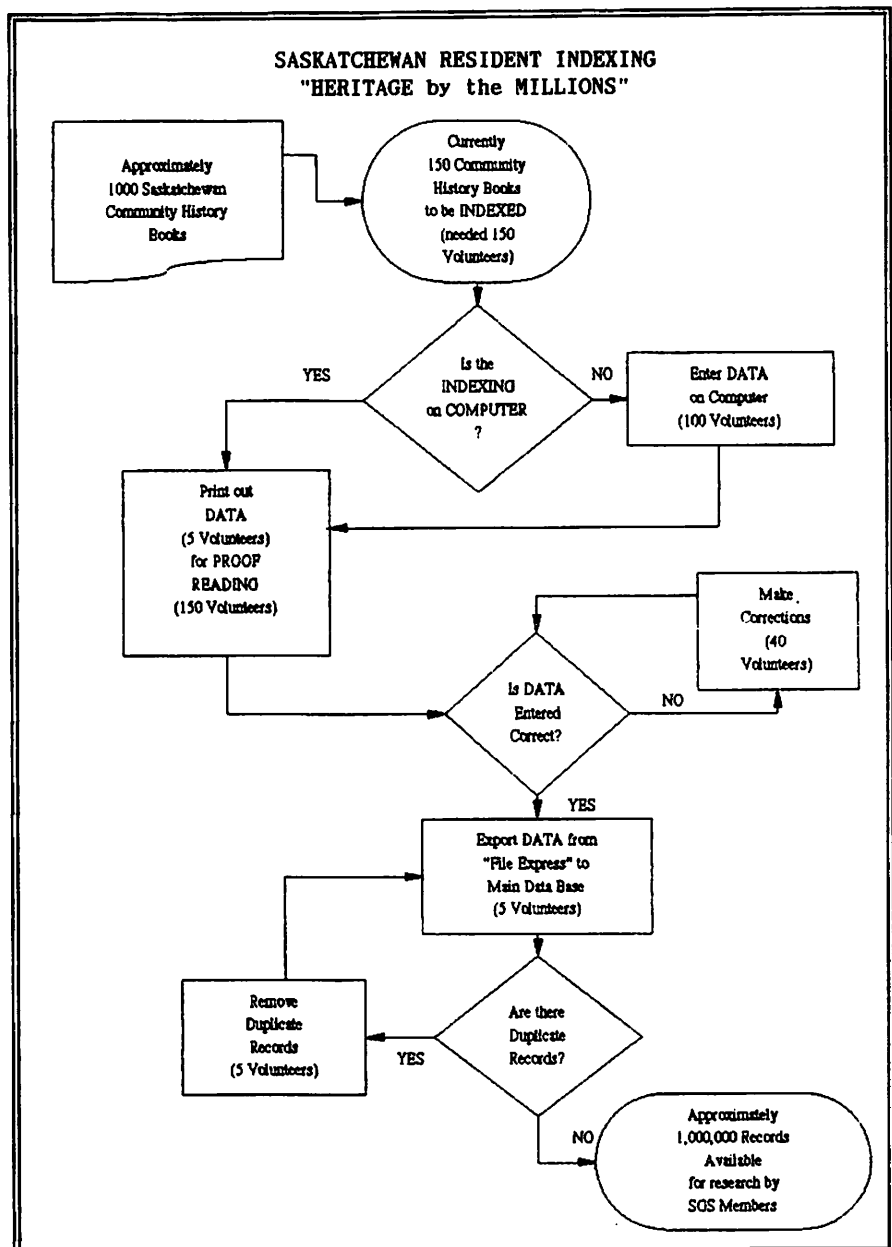 SASKATCHEWAN RESIDENT INDEXING
"HERITAGE by the MILLIONS"
Approximately
1000 Saskatchewan
Community History
Books
Currently
150 Community
History Books
to be INDEXED
(needed 150
Volunteers)
Is the
INDEXING
on COMPUTER
?
YES
NO
Enter DATA
on Computer
(100 Volunteers)
Print out
DATA
(5 Volunteers)
for PROOF
READING
(150 Volunteers)
Make
Corrections
(40
Volunteers)
Is DATA
Entered
Correct?
NO
YES
Export DATA from
"File Express" to
Main Data Base
(5 Volunteers)
Remove
Duplicate
Records
(5 Volunteers)
Are there
Duplicate
Records?
YES
NO
Approximately
1,000,000 Records
Available
for research by
SGS Members